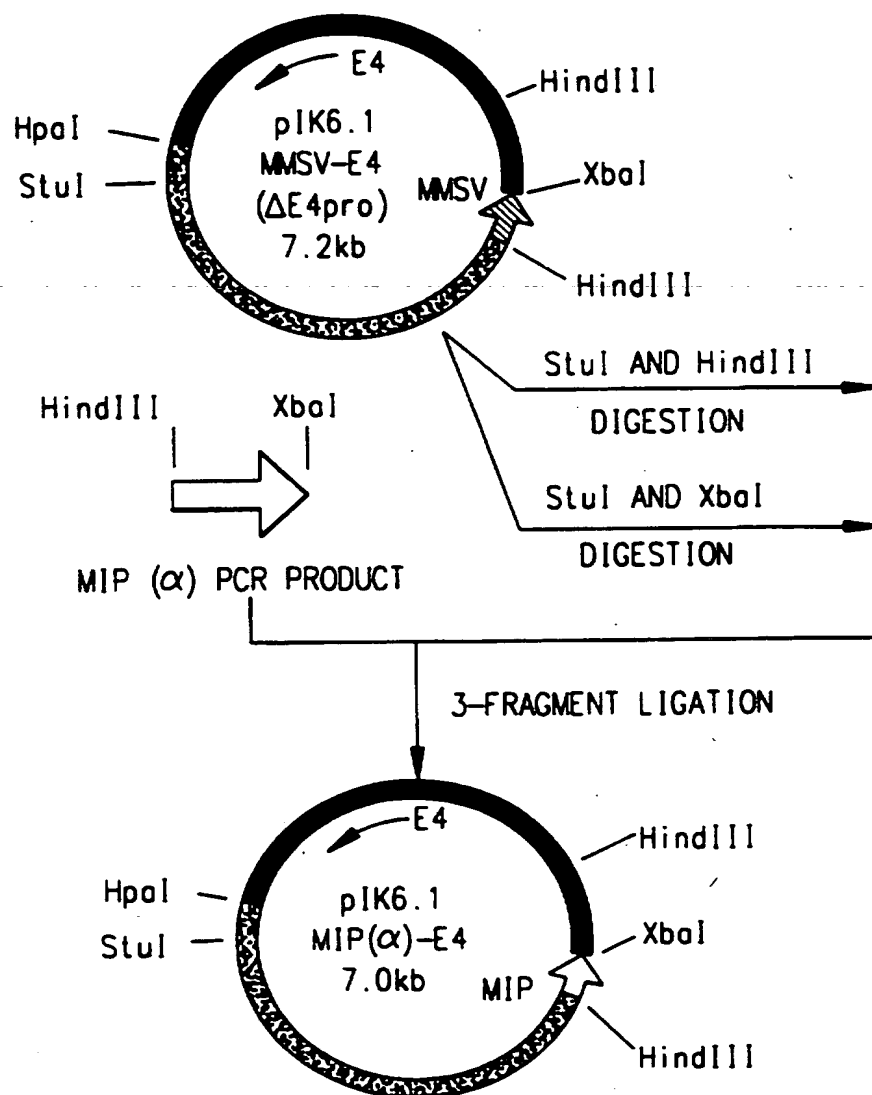 E4
HindIII
HpaI
pIK6.1
StuI
MMSV-E4
MMSV
XbaI
(ΔE4pro)
7.2kb
HindIII
StuI AND HindIII
DIGESTION
HindIII
XbaI
StuI AND XbaI
DIGESTION
MIP (α) PCR PRODUCT
3-FRAGMENT LIGATION
E4
HindIII
HpaI
pIK6.1
StuI
MIP(α)-E4
XbaI
7.0kb
MIP
HindIII